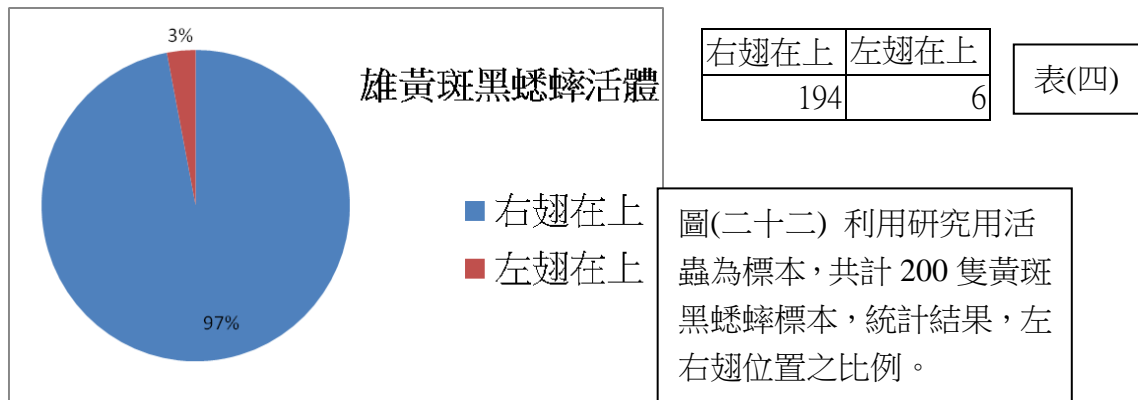 3%
雄黃斑黑蟋蟀活體
右翅在上
左翅在上
97%
右翅在上 左翅在上
194 6
表(四)
圖(二十二) 利用研究用活
蟲為標本，共計 200 隻黃斑
黑蟋蟀標本，統計結果，左
右翅位置之比例。